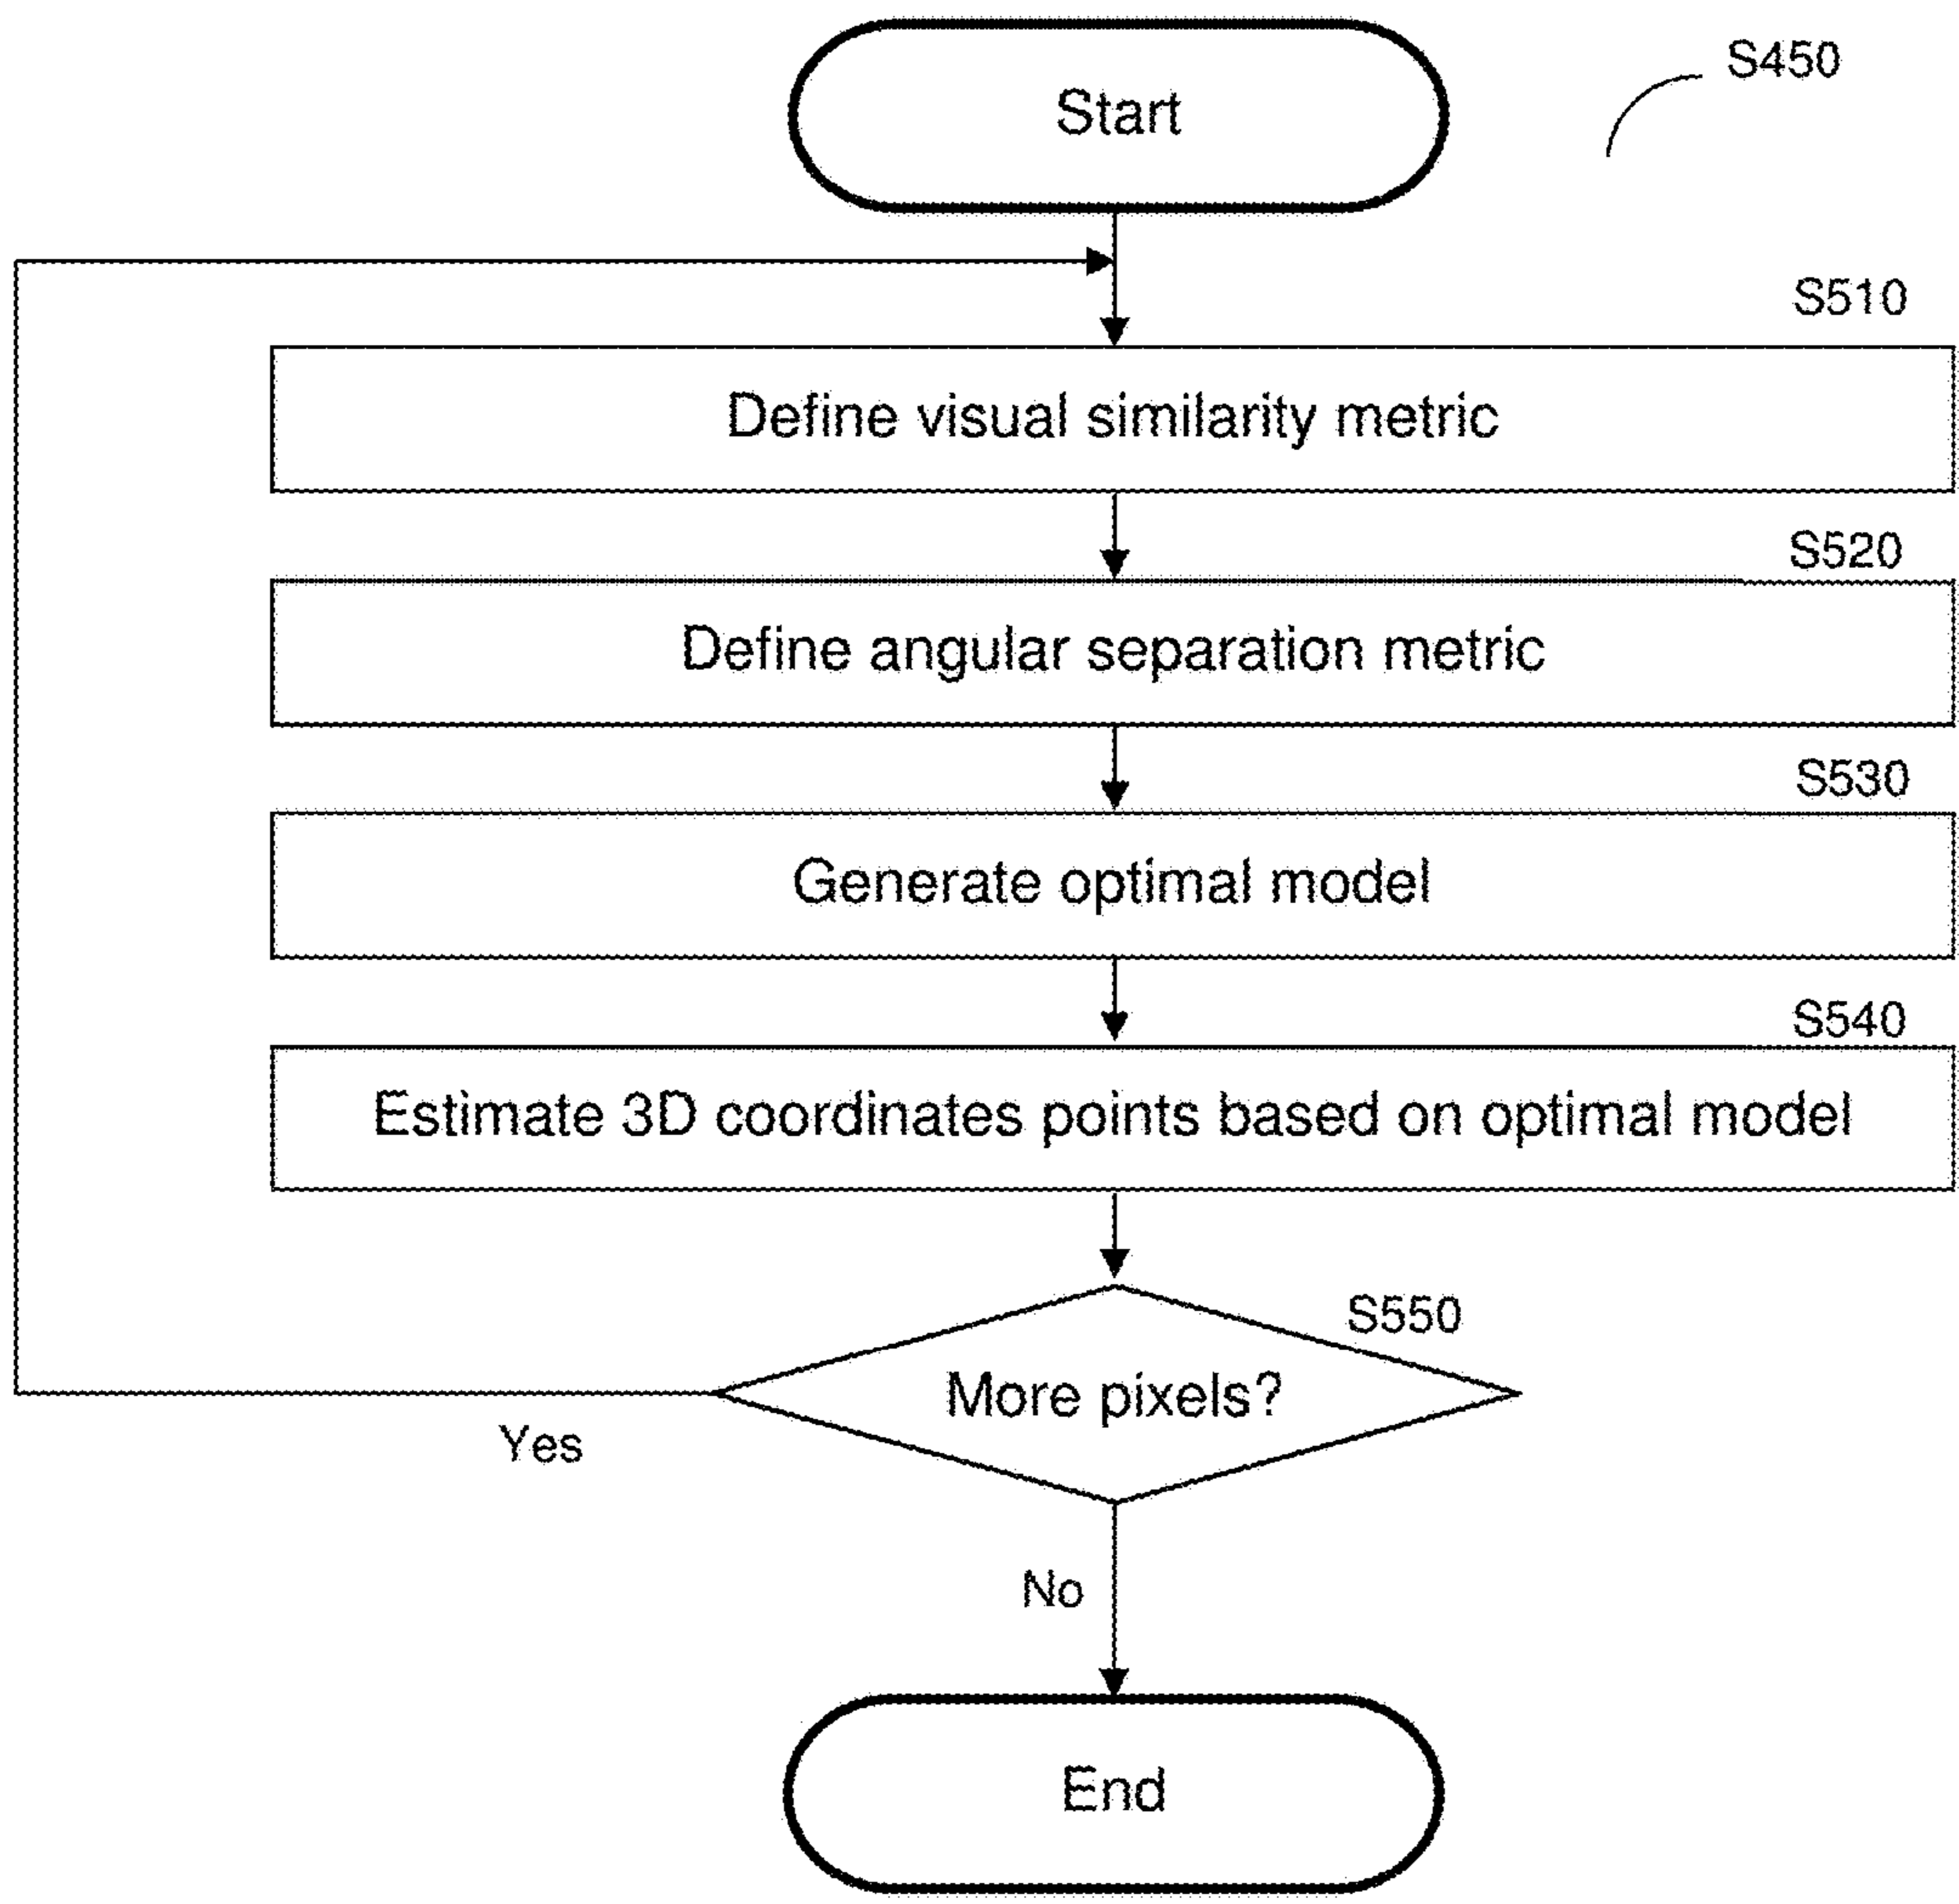 Start
S450
S510
Define visual similarity metric
S520
Define angular separation metric
S530
Generate optimal model
S540
Estimate 3D coordinates points based on optimal model
S550
More pixels?
Yes
No
End